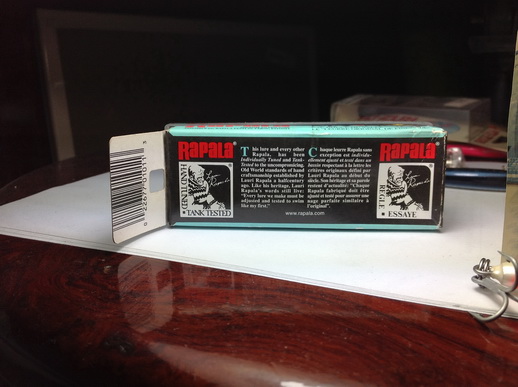 RAPALA
HAND TUNED • TANK TESTED
This lure and every other
Rapala, has been
Individually Tuned and Tank-
Tested to the uncompromising,
Old World standards of hand
craftsmanship established by
Lauri Rapala a halfcentury
ago. Like his heritage, Lauri
Rapala's words still live:
"Every lure we make must be
adjusted and tested to swim
like my first."
Chaque leurre Rapala sans
exception est individu-
ellement ajusté et testé dans un
bassin respectant à la lettre les
critères originaux défini par
Lauri Rapala au début du
siècle. Son héritage et sa parole
restent d'actualité: "Chaque
Rapala fabriqué doit être
ajusté et testé pour assurer une
nage parfaite similaire à
l'original".
www.rapala.com
RAPALA
RÉGLÉ • ESSAYÉ